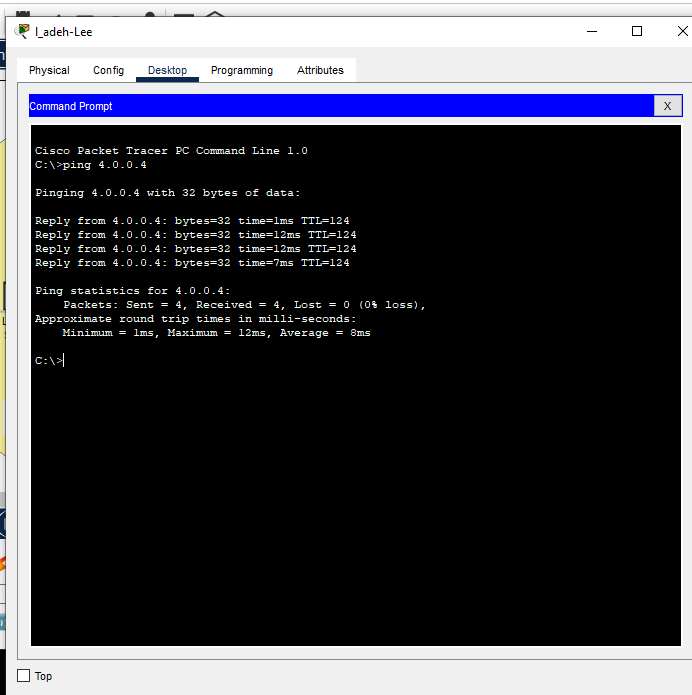 l_adeh-Lee
Physical Config Desktop Programming Attributes
Command Prompt X
Cisco Packet Tracer PC Command Line 1.0
C:\>ping 4.0.0.4
Pinging 4.0.0.4 with 32 bytes of data:
Reply from 4.0.0.4: bytes=32 time=1ms TTL=124
Reply from 4.0.0.4: bytes=32 time=12ms TTL=124
Reply from 4.0.0.4: bytes=32 time=12ms TTL=124
Reply from 4.0.0.4: bytes=32 time=7ms TTL=124
Ping statistics for 4.0.0.4:
Packets: Sent = 4, Received = 4, Lost = 0 (0% loss),
Approximate round trip times in milli-seconds:
Minimum = 1ms, Maximum = 12ms, Average = 8ms
C:\>
Top